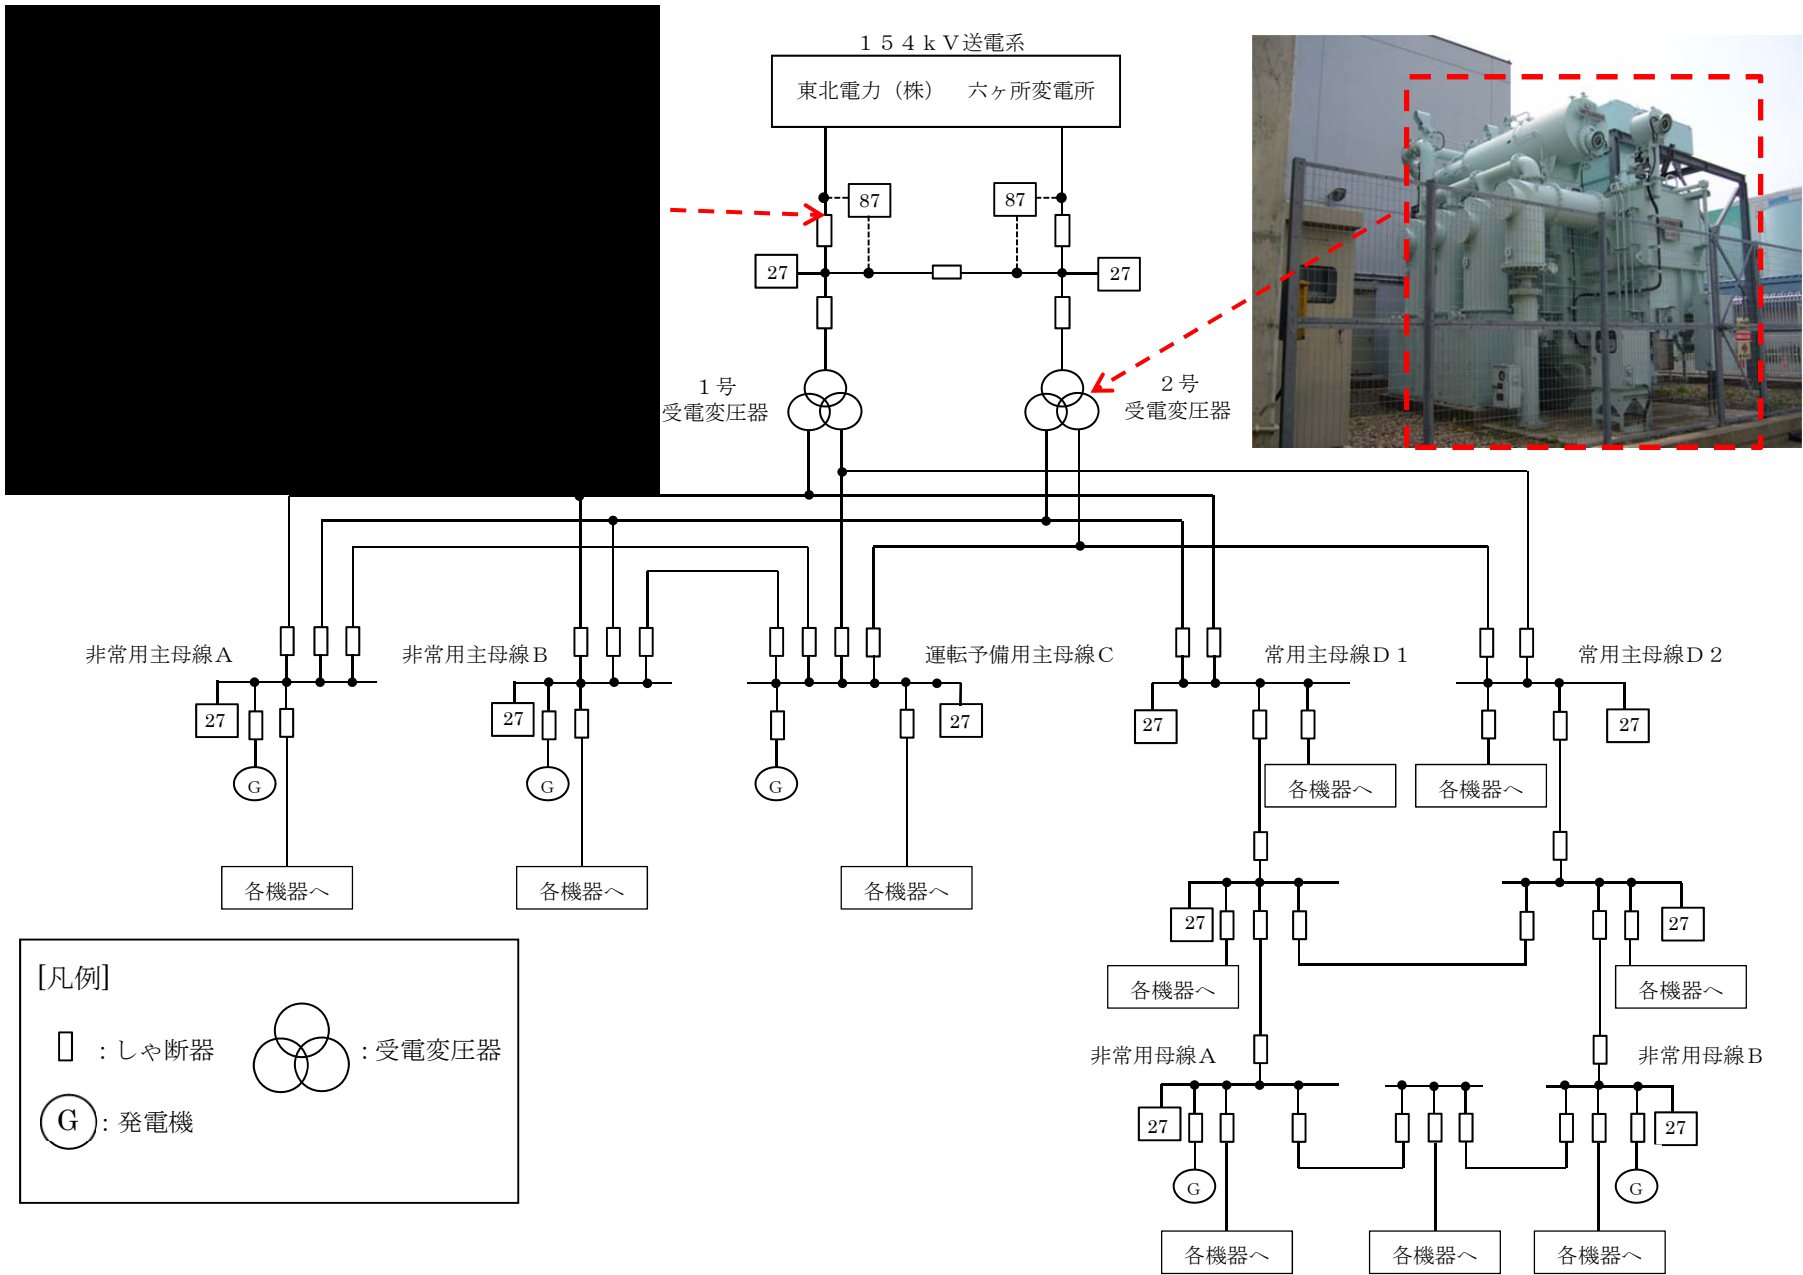 １５４ｋＶ送電系
東北電力（株）　六ヶ所変電所
87
87
27
27
１号
受電変圧器
２号
受電変圧器
非常用主母線Ａ
非常用主母線Ｂ
運転予備用主母線Ｃ
常用主母線Ｄ１
常用主母線Ｄ２
27
27
27
27
27
G
G
G
各機器へ
各機器へ
各機器へ
各機器へ
各機器へ
27
27
各機器へ
各機器へ
[凡例]
：しゃ断器
：受電変圧器
G
：発電機
非常用母線Ａ
非常用母線Ｂ
27
27
G
G
各機器へ
各機器へ
各機器へ